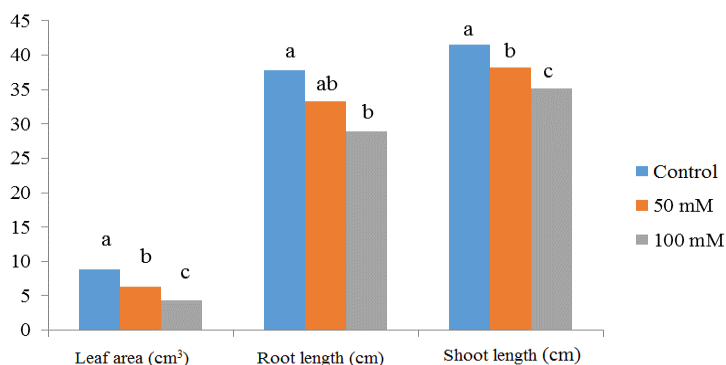 45
40
35
30
25
20
15
10
5
0
a
b
c
a
ab
b
a
b
c
Leaf area (cm³)
Root length (cm)
Shoot length (cm)
Control
50 mM
100 mM